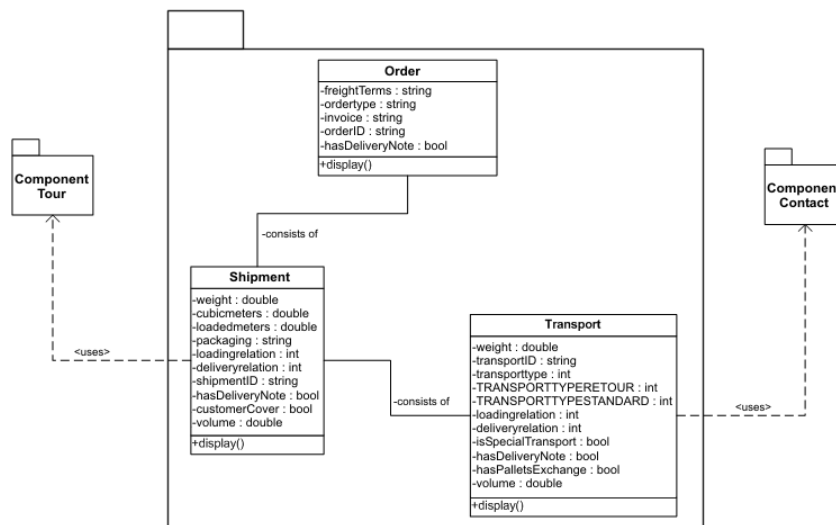 Order
-freightTerms : string
-ordertype : string
-invoice : string
-orderID : string
-hasDeliveryNote : bool
+display()
Component
Tour
Component
Contact
-consists of
Shipment
-weight : double
-cubicmeters : double
-loadedmeters : double
-packaging : string
-loadingrelation : int
-deliveryrelation : int
-shipmentID : string
-hasDeliveryNote : bool
-customerCover : bool
-volume : double
+display()
<uses>
-consists of
Transport
-weight : double
-transportID : string
-transporttype : int
-TRANSPORTTYPERETOUR : int
-TRANSPORTTYPESTANDARD : int
-loadingrelation : int
-deliveryrelation : int
-isSpecialTransport : bool
-hasDeliveryNote : bool
-hasPalletsExchange : bool
-volume : double
+display()
<uses>